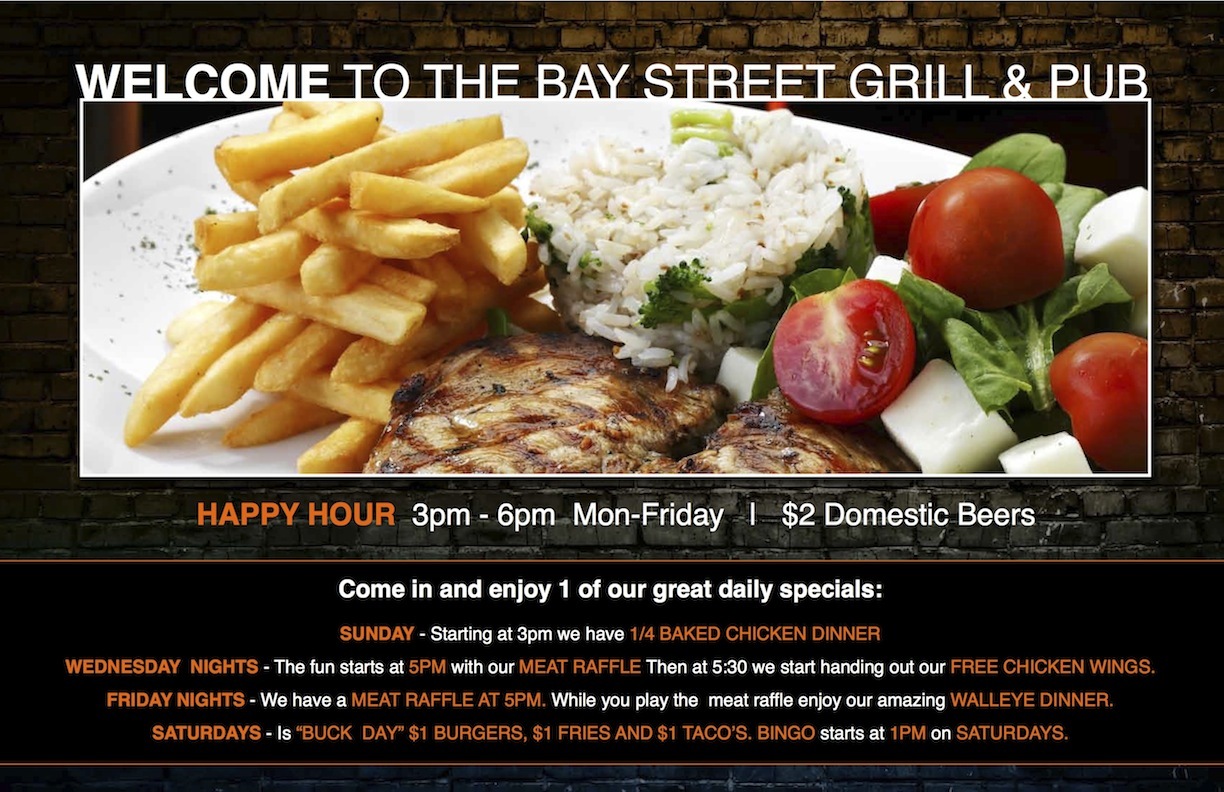 WELCOME TO THE BAY STREET GRILL & PUB
HAPPY HOUR 3pm - 6pm Mon-Friday | $2 Domestic Beers
Come in and enjoy 1 of our great daily specials:
SUNDAY - Starting at 3pm we have 1/4 BAKED CHICKEN DINNER
WEDNESDAY NIGHTS - The fun starts at 5PM with our MEAT RAFFLE Then at 5:30 we start handing out our FREE CHICKEN WINGS.
FRIDAY NIGHTS - We have a MEAT RAFFLE AT 5PM. While you play the meat raffle enjoy our amazing WALLEYE DINNER.
SATURDAYS - Is “BUCK DAY” $1 BURGERS, $1 FRIES AND $1 TACO'S. BINGO starts at 1PM on SATURDAYS.